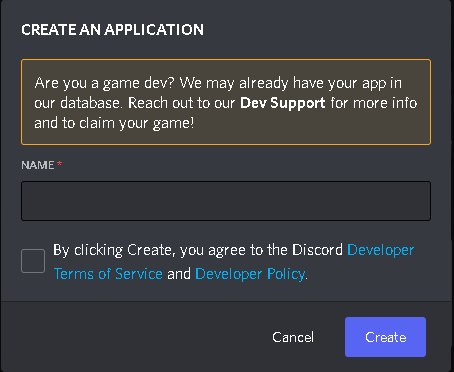 CREATE AN APPLICATION
Are you a game dev? We may already have your app in
our database. Reach out to our Dev Support for more info
and to claim your game!
NAME *
By clicking Create, you agree to the Discord Developer
Terms of Service and Developer Policy.
Cancel Create